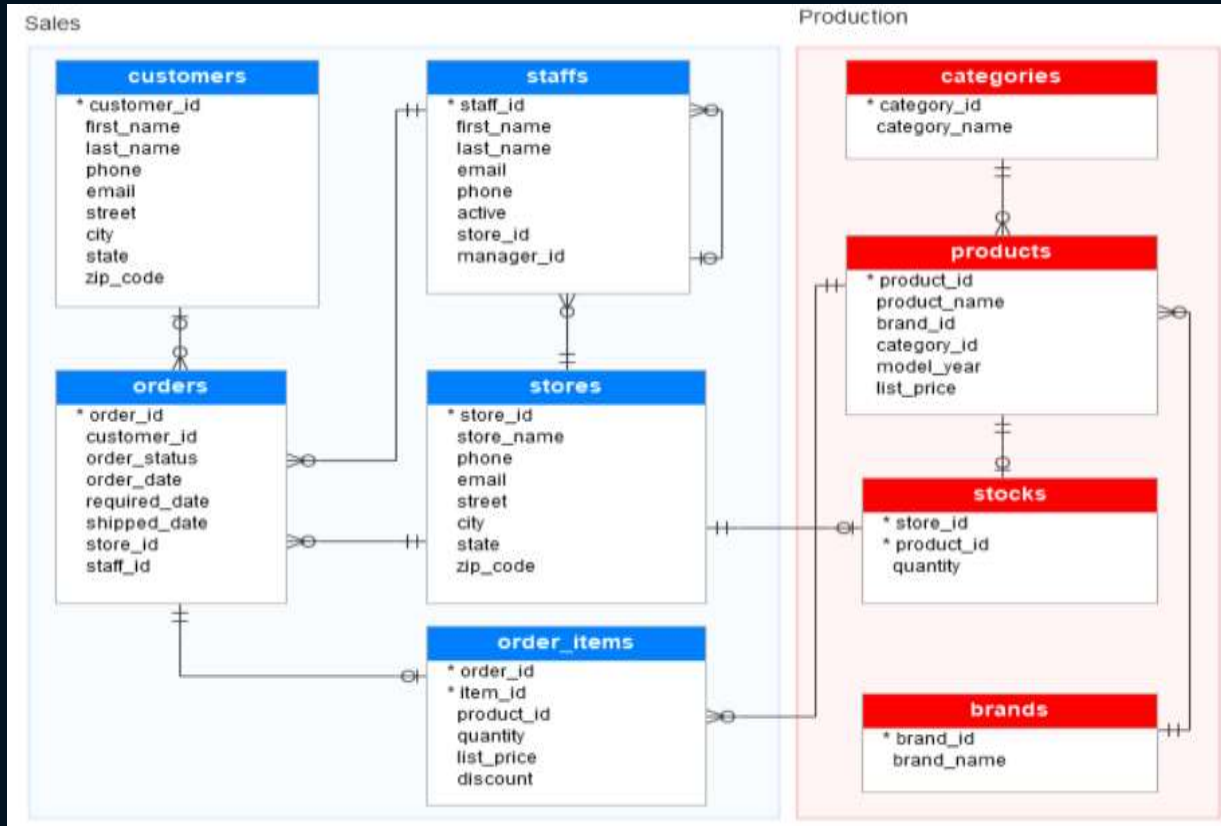 Sales
customers
* customer_id
first_name
last_name
phone
email
street
city
state
zip_code
staffs
* staff_id
first_name
last_name
email
phone
active
store_id
manager_id
orders
* order_id
customer_id
order_status
order_date
required_date
shipped_date
store_id
staff_id
stores
* store_id
store_name
phone
email
street
city
state
zip_code
order_items
* order_id
* item_id
product_id
quantity
list_price
discount
Production
categories
* category_id
category_name
products
* product_id
product_name
brand_id
category_id
model_year
list_price
stocks
* store_id
* product_id
quantity
brands
* brand_id
brand_name